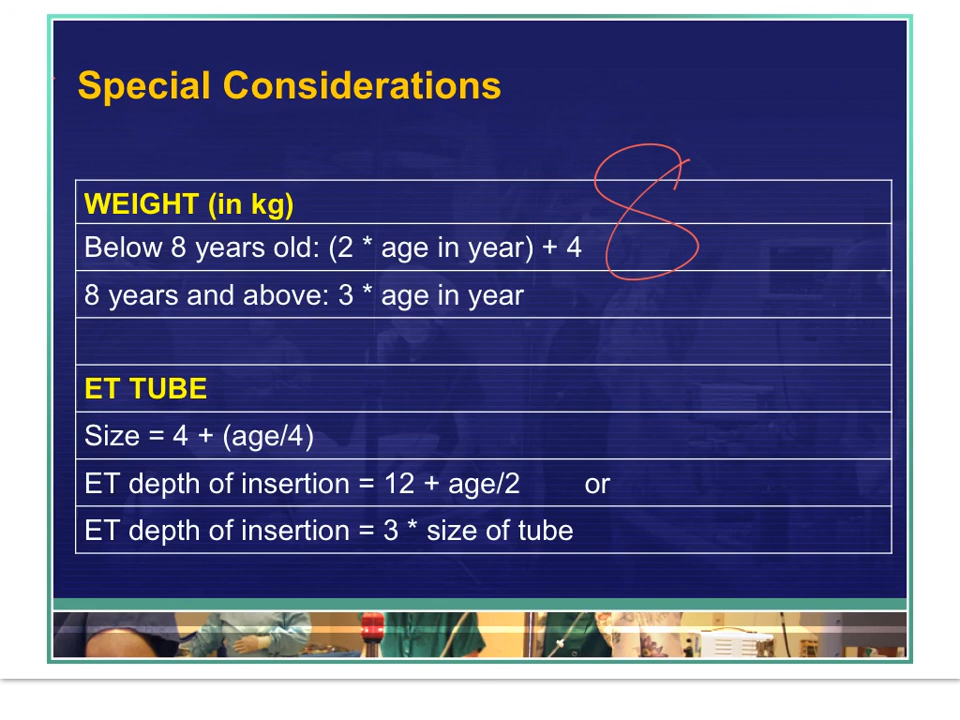 Special Considerations
8
WEIGHT (in kg)
Below 8 years old: (2 * age in year) + 4
8 years and above: 3 * age in year
ET TUBE
Size = 4 + (age/4)
ET depth of insertion = 12 + age/2 or
ET depth of insertion = 3 * size of tube